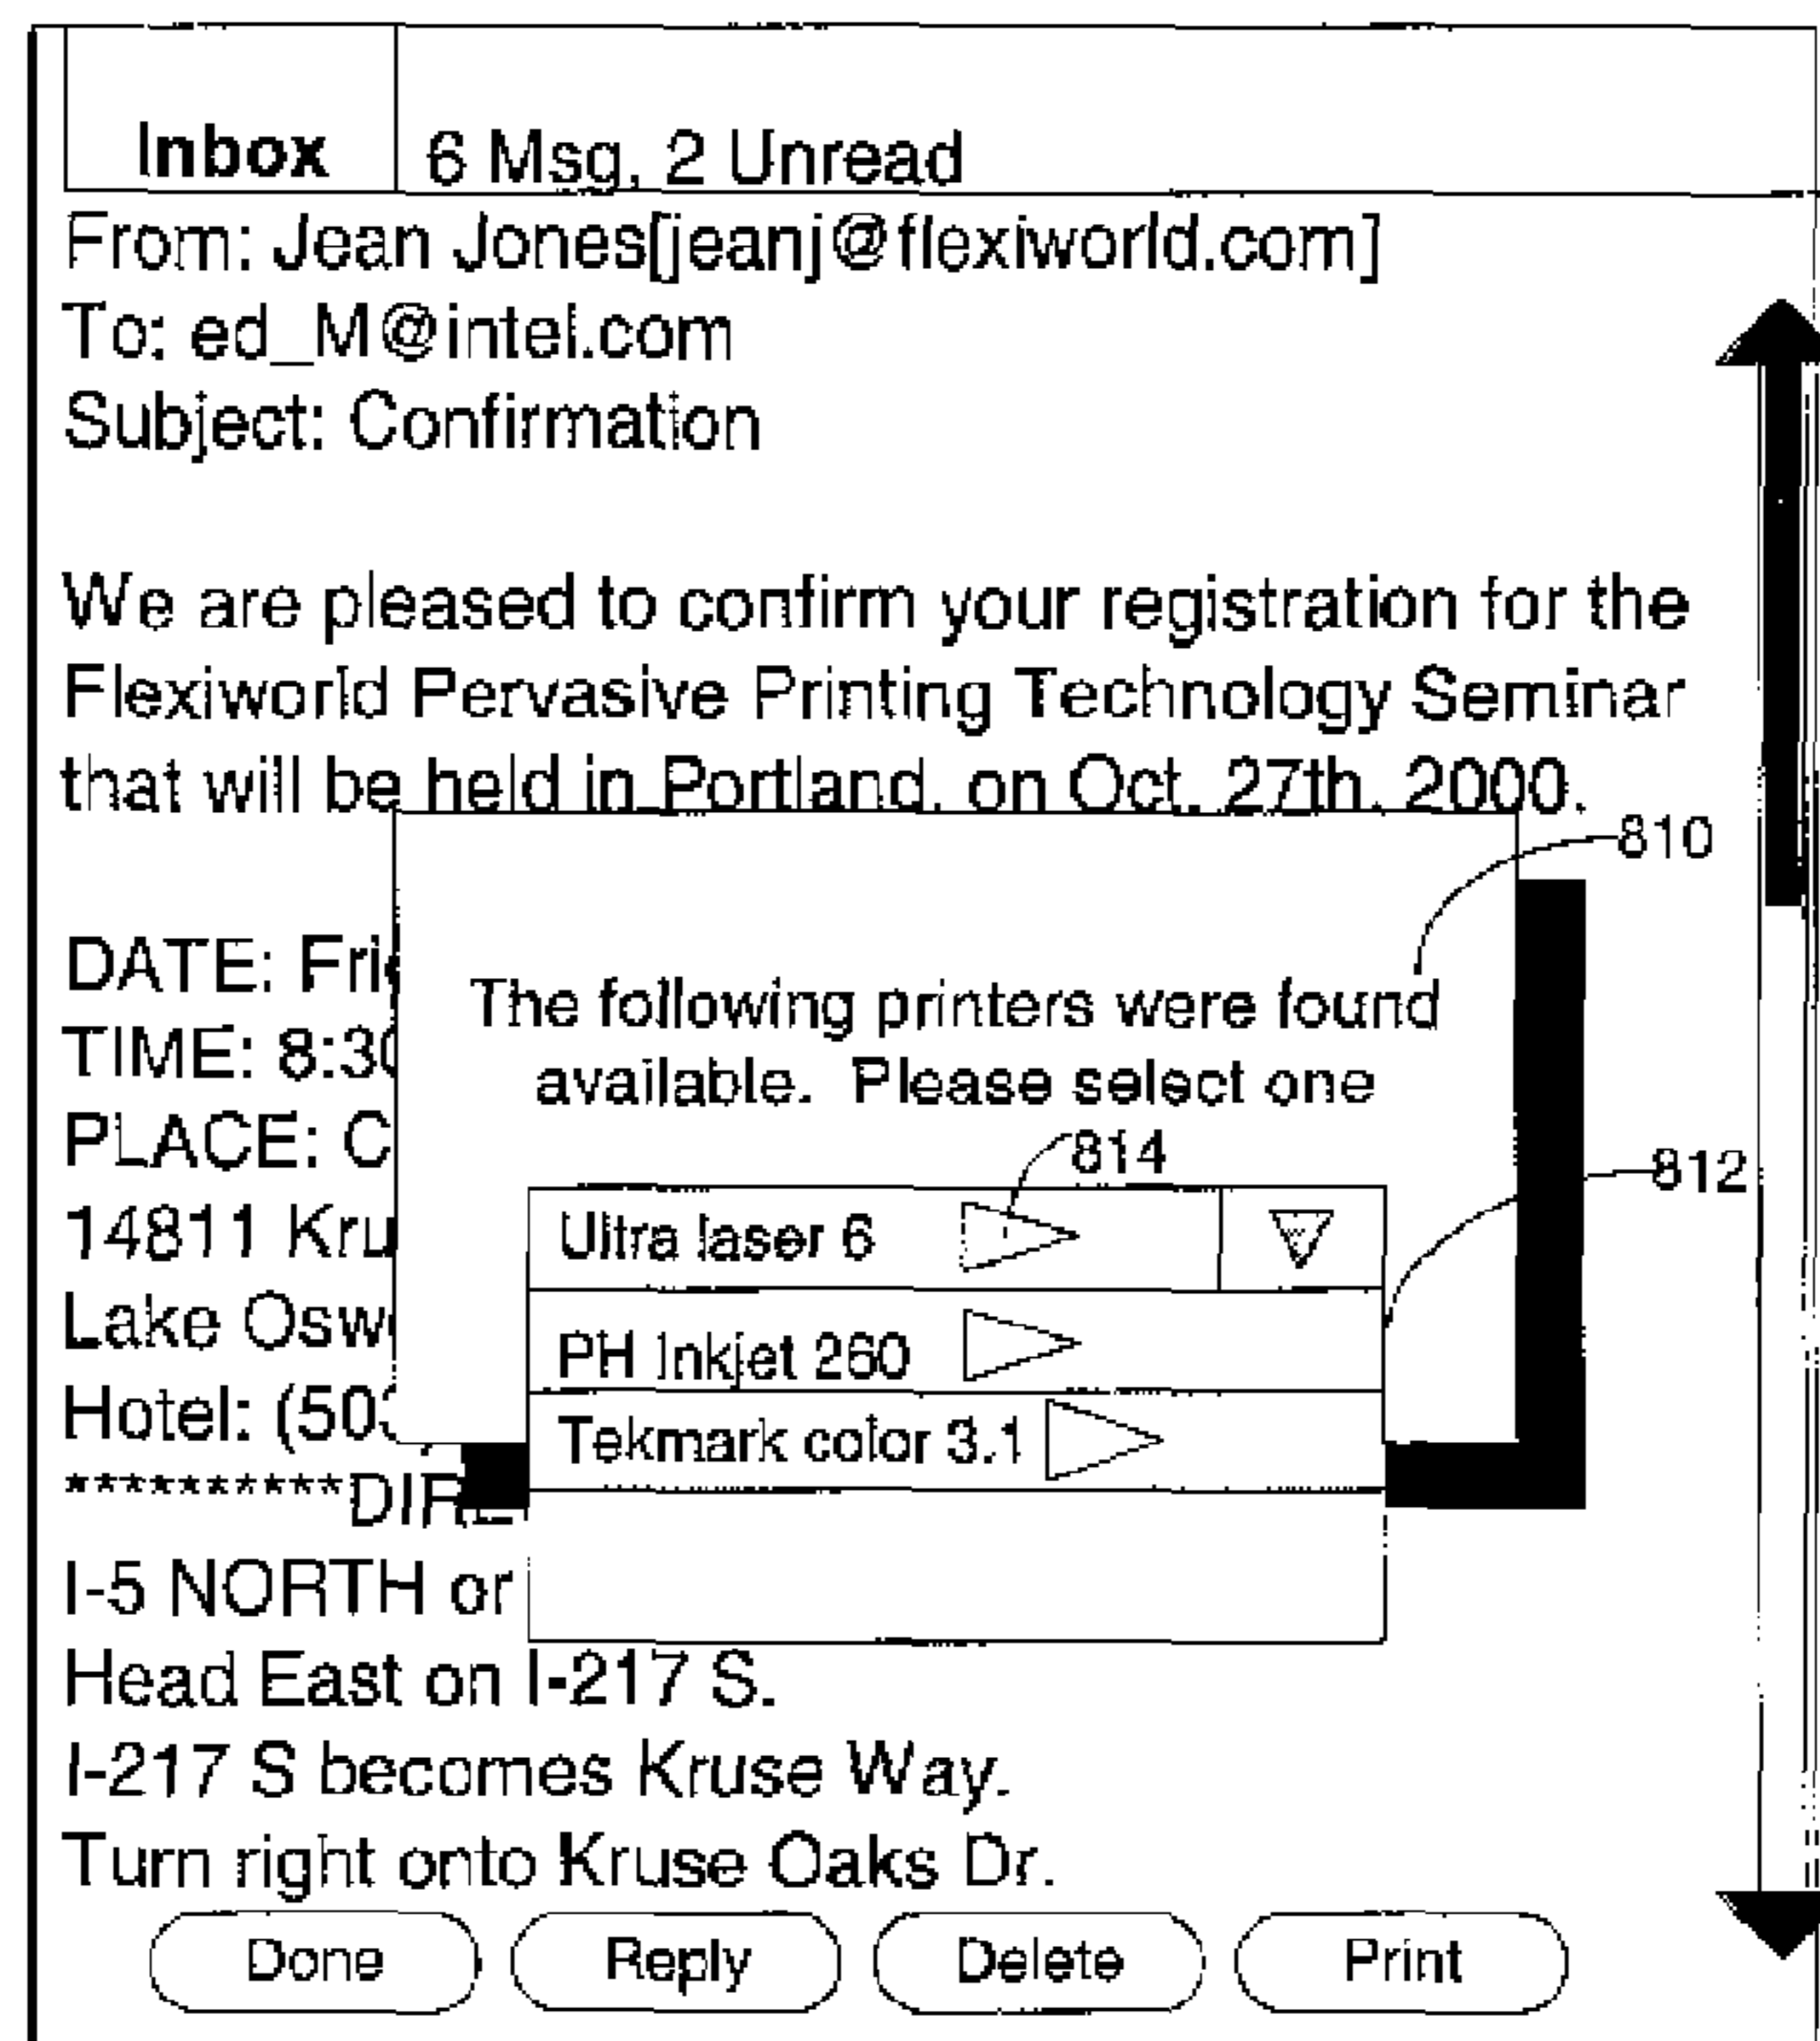 Inbox 6 Msg, 2 Unread
From: Jean Jones[jeanj@flexiworld.com]
To: ed_M@intel.com
Subject: Confirmation
We are pleased to confirm your registration for the
Flexiworld Pervasive Printing Technology Seminar
that will be held in Portland, on Oct. 27th, 2000.
810
DATE: Fri
The following printers were found
TIME: 8:30
available. Please select one
PLACE: C
814
812
14811 Kru
Ultra laser 6
Lake Osw
PH Inkjet 260
Hotel: (503
Tekmark color 3.1
**********DIRE
I-5 NORTH or
Head East on I-217 S.
I-217 S becomes Kruse Way.
Turn right onto Kruse Oaks Dr.
Done Reply Delete Print